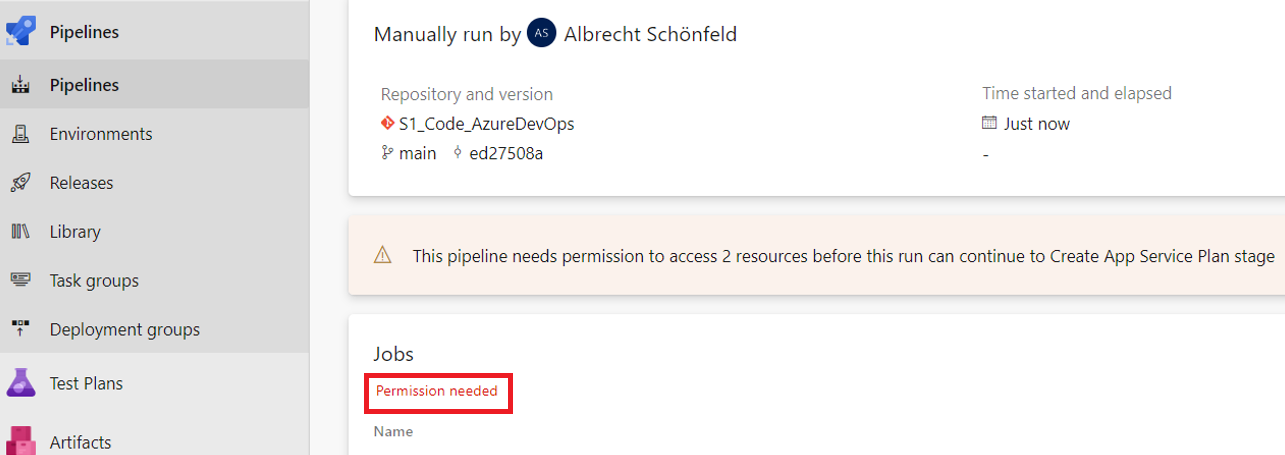 Pipelines
Pipelines
Environments
Releases
Library
Task groups
Deployment groups
Test Plans
Artifacts
Manually run by AS Albrecht Schönfeld
Repository and version
S1_Code_AzureDevOps
main ed27508a
Time started and elapsed
Just now
-
This pipeline needs permission to access 2 resources before this run can continue to Create App Service Plan stage
Jobs
Permission needed
Name